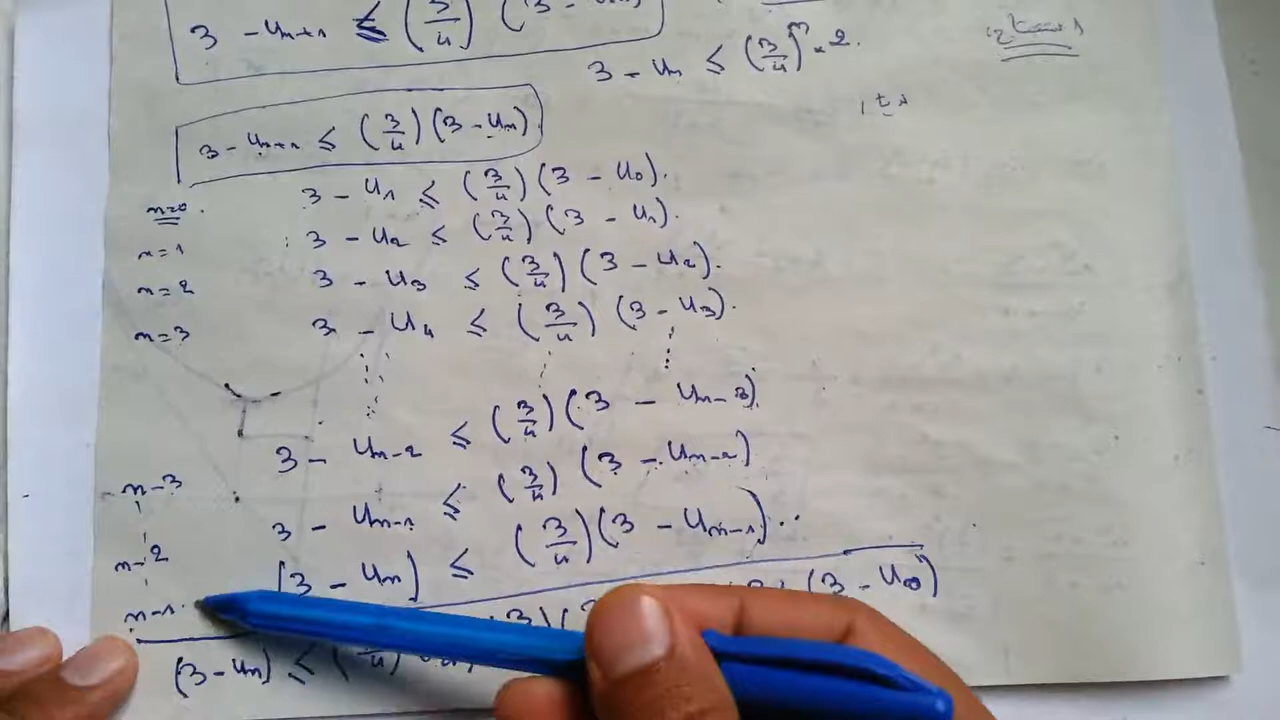 3 - Un+1 ≤ (3/4) (3 -
3 - Un ≤ (3/4)^n × 2.
3 - Un+1 ≤ (3/4) (3 - Un)
n=0. 3 - U1 ≤ (3/4) (3 - U0).
n=1 3 - U2 ≤ (3/4) (3 - U1).
n=2 3 - U3 ≤ (3/4) (3 - U2).
n=3 3 - U4 ≤ (3/4) (3 - U3).
n-3 3 - Un-2 ≤ (3/4) (3 - Un-3)
n-2 3 - Un-1 ≤ (3/4) (3 - Un-2)
n-1. (3 - Un) ≤ (3/4) (3 - Un-1)..
(3 - U0)
(3 - Un) ≤ (